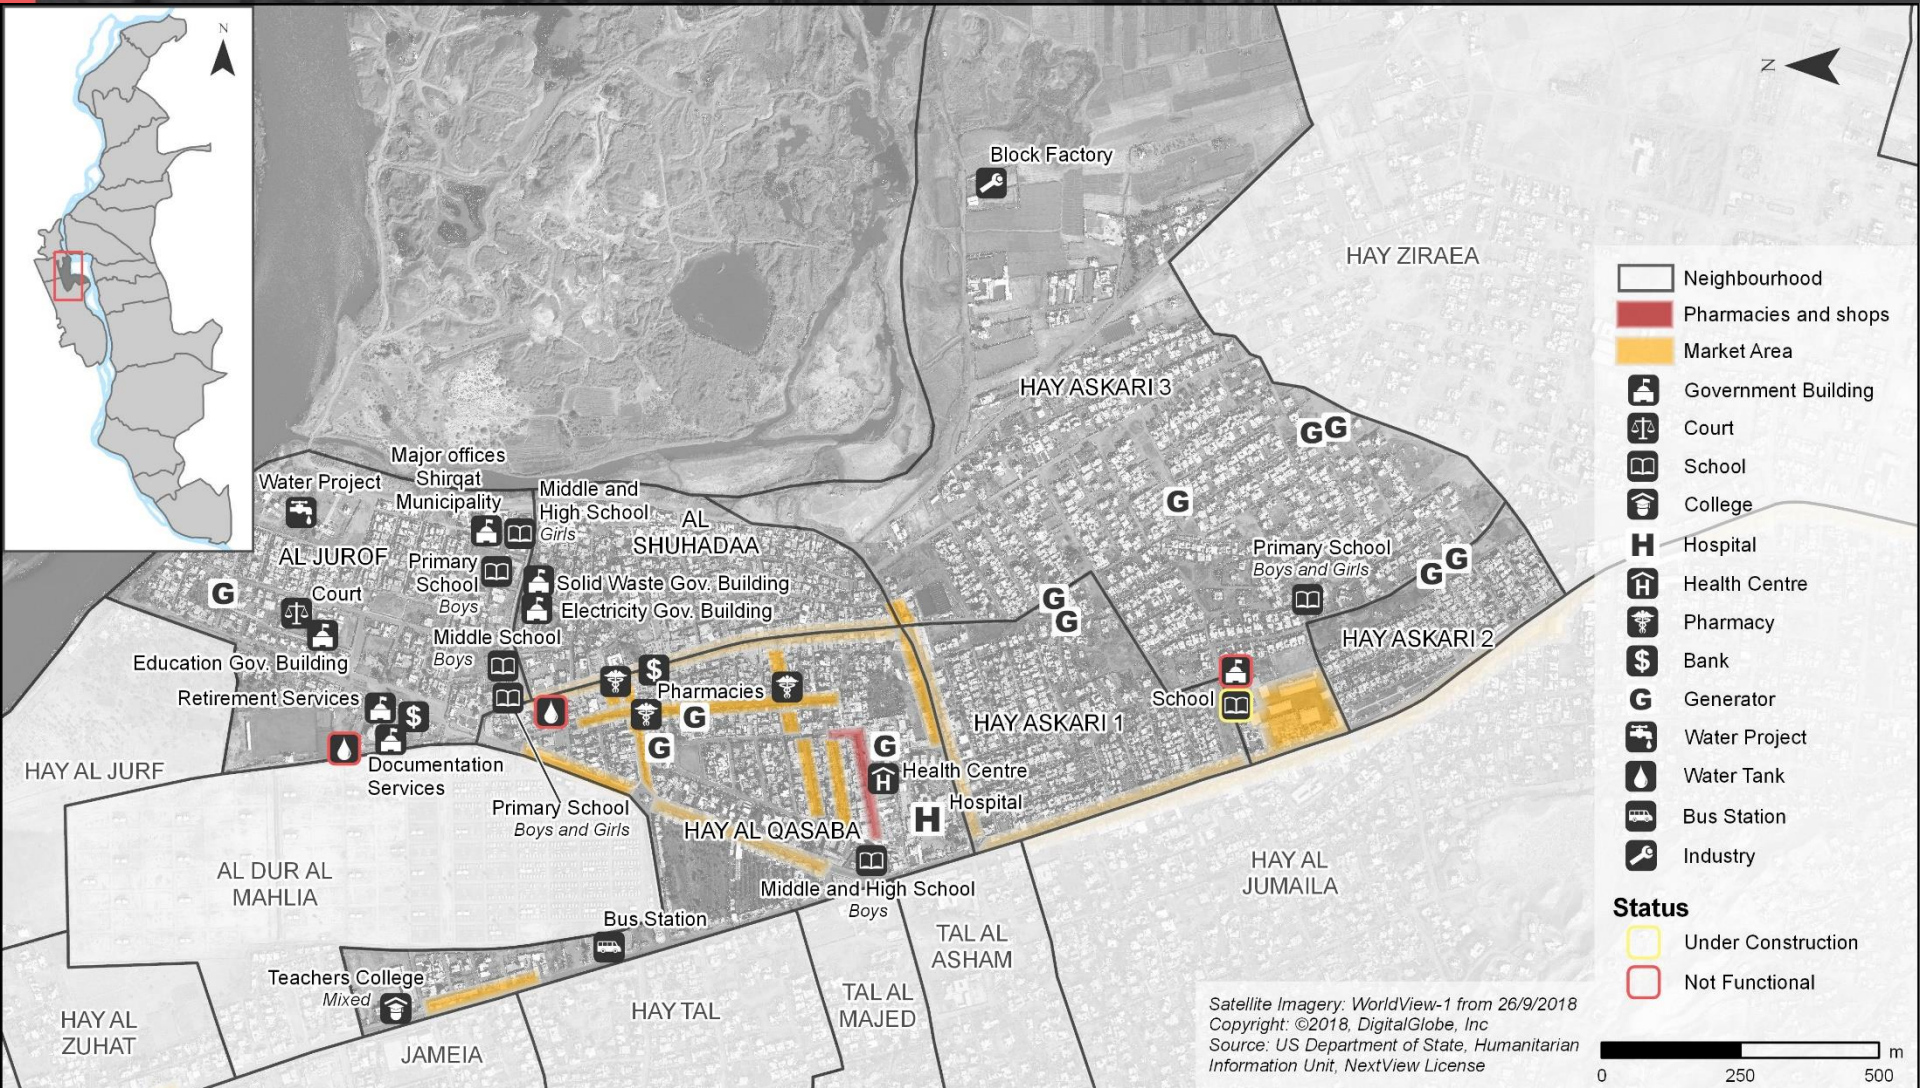 N
N
Block Factory
HAY ZIRAEA
HAY ASKARI 3
G G
G
Major offices
Shirqat
Municipality
Water Project
Middle and
High School
Girls
AL
SHUHADAA
AL JUROF
Primary
School
Boys
Solid Waste Gov. Building
Electricity Gov. Building
G
Court
Education Gov. Building
Middle School
Boys
Retirement Services
$
Documentation
Services
Primary School
Boys and Girls
G
G
HAY ASKARI 2
G
G
$
Pharmacies
G
G
School
HAY ASKARI 1
G
H
Health Centre
H
Hospital
HAY AL QASABA
Middle and High School
Boys
Primary School
Boys and Girls
HAY AL JURF
AL DUR AL
MAHLIA
Bus Station
Teachers College
Mixed
HAY AL
ZUHAT
JAMEIA
HAY TAL
TAL AL
MAJED
TAL AL
ASHAM
HAY AL
JUMAILA
Neighbourhood
Pharmacies and shops
Market Area
Government Building
Court
School
College
H Hospital
H Health Centre
Pharmacy
$ Bank
G Generator
Water Project
Water Tank
Bus Station
Industry
Status
Under Construction
Not Functional
Satellite Imagery: WorldView-1 from 26/9/2018
Copyright: ©2018, DigitalGlobe, Inc
Source: US Department of State, Humanitarian
Information Unit, NextView License
m
0 250 500